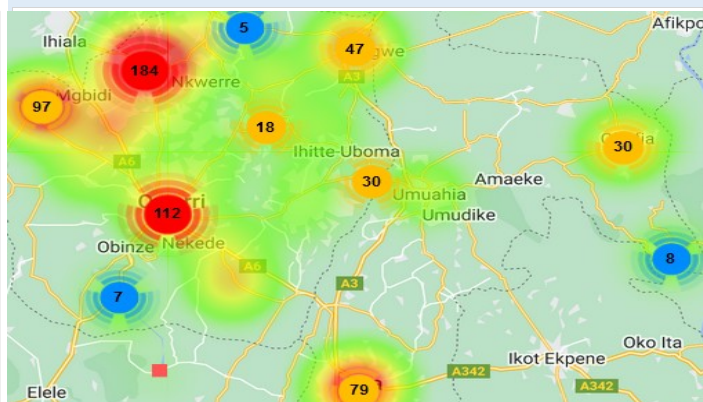 Afikpo
5
Ihiala
47
gwe
184
Nkwerre
A3
97
Mgbidi
18
30
Ihitte-Uboma
A6
30
Amaeke
Umuahia
Umudike
112
Obinze
Nekede
8
A6
A3
7
Oko Ita
Ikot Ekpene
A342
A342
79
Elele